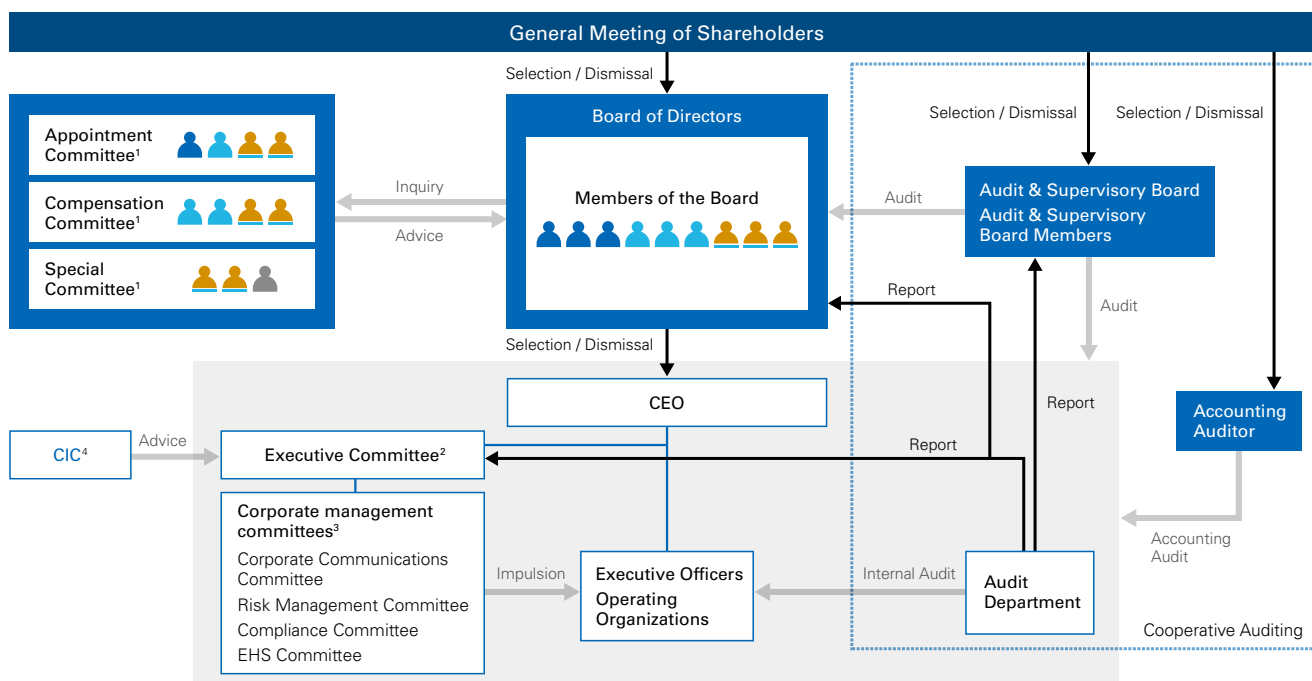 General Meeting of Shareholders
Selection / Dismissal
Selection / Dismissal
Selection / Dismissal
Appointment
Committee¹
Compensation
Committee¹
Special
Committee¹
Inquiry
Advice
Board of Directors
Members of the Board
Audit
Audit & Supervisory Board
Audit & Supervisory
Board Members
Report
Audit
Selection / Dismissal
CEO
Report
Accounting
Auditor
CIC⁴
Advice
Executive Committee²
Report
Corporate management
committees³
Corporate Communications
Committee
Risk Management Committee
Compliance Committee
EHS Committee
Impulsion
Executive Officers
Operating
Organizations
Internal Audit
Audit
Department
Accounting
Audit
Cooperative Auditing